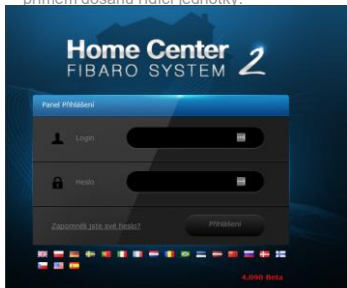 přímém dosahu řídicí jednotky.
Home Center 2
FIBARO SYSTEM
Panel Přihlášení
Login
Heslo
Zapomněli jste své heslo?
Přihlášení
4.090 Beta